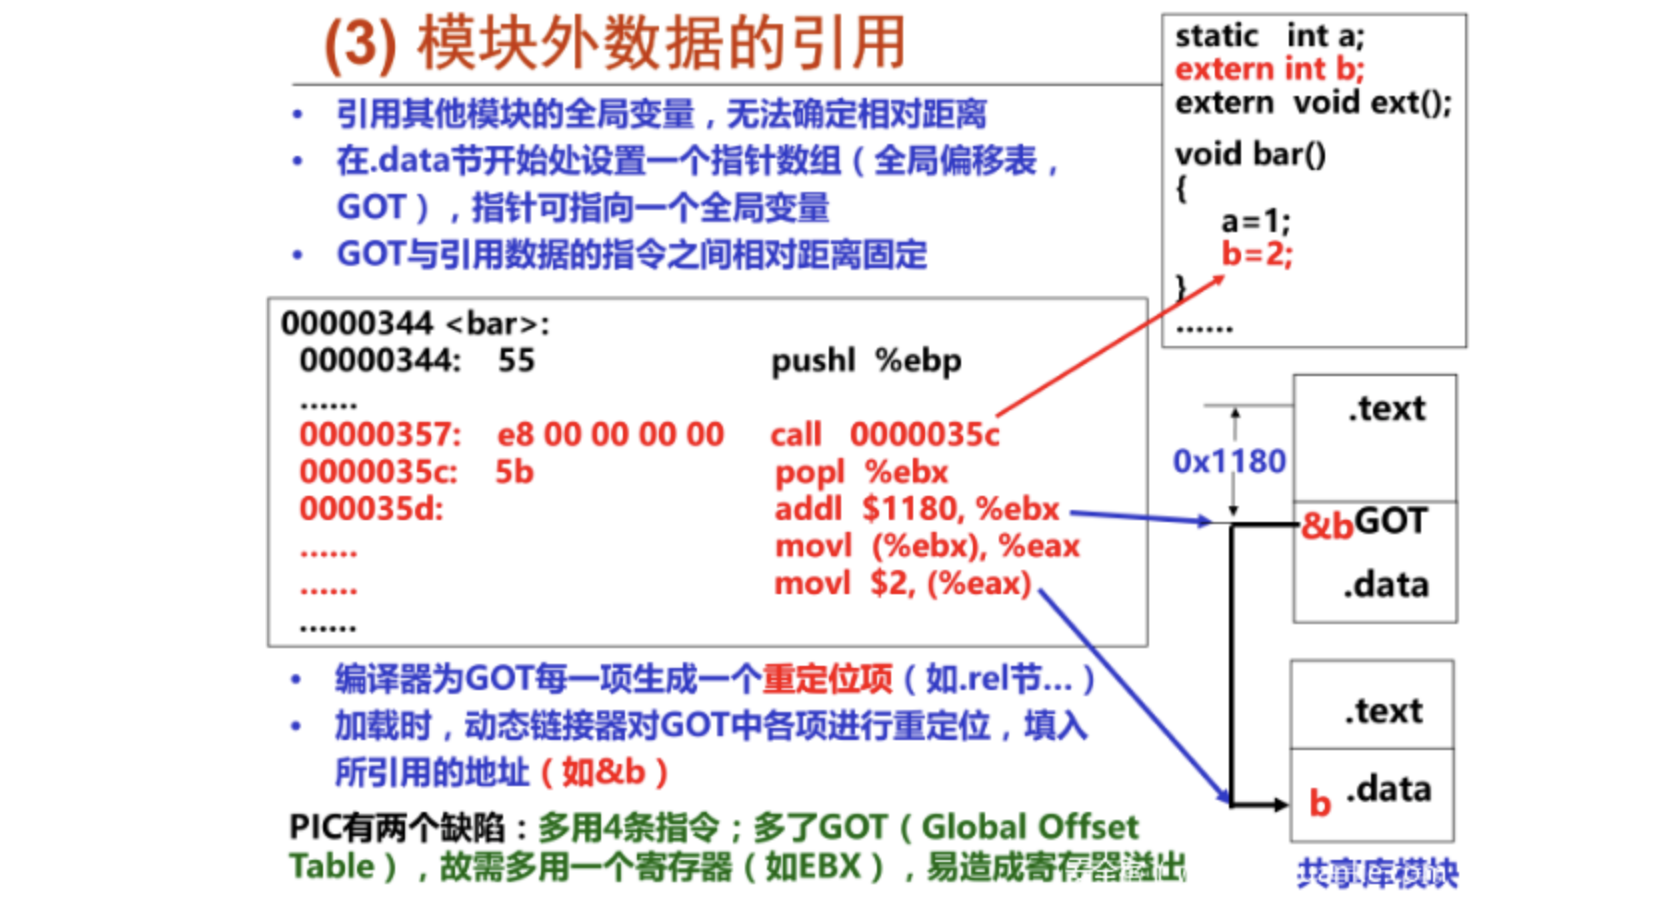 (3) 模块外数据的引用
• 引用其他模块的全局变量，无法确定相对距离
• 在.data节开始处设置一个指针数组（全局偏移表，
GOT），指针可指向一个全局变量
• GOT与引用数据的指令之间相对距离固定
static int a;
extern int b;
extern void ext();
void bar()
{
a=1;
b=2;
}
......
00000344 <bar>:
00000344: 55 pushl %ebp
......
00000357: e8 00 00 00 00 call 0000035c
0000035c: 5b popl %ebx
000035d: addl $1180, %ebx
...... movl (%ebx), %eax
...... movl $2, (%eax)
......
.text
0x1180
&bGOT
.data
.text
b .data
共享库模块
• 编译器为GOT每一项生成一个重定位项（如.rel节...）
• 加载时，动态链接器对GOT中各项进行重定位，填入
所引用的地址（如&b）
PIC有两个缺陷：多用4条指令；多了GOT（Global Offset
Table），故需多用一个寄存器（如EBX），易造成寄存器溢出